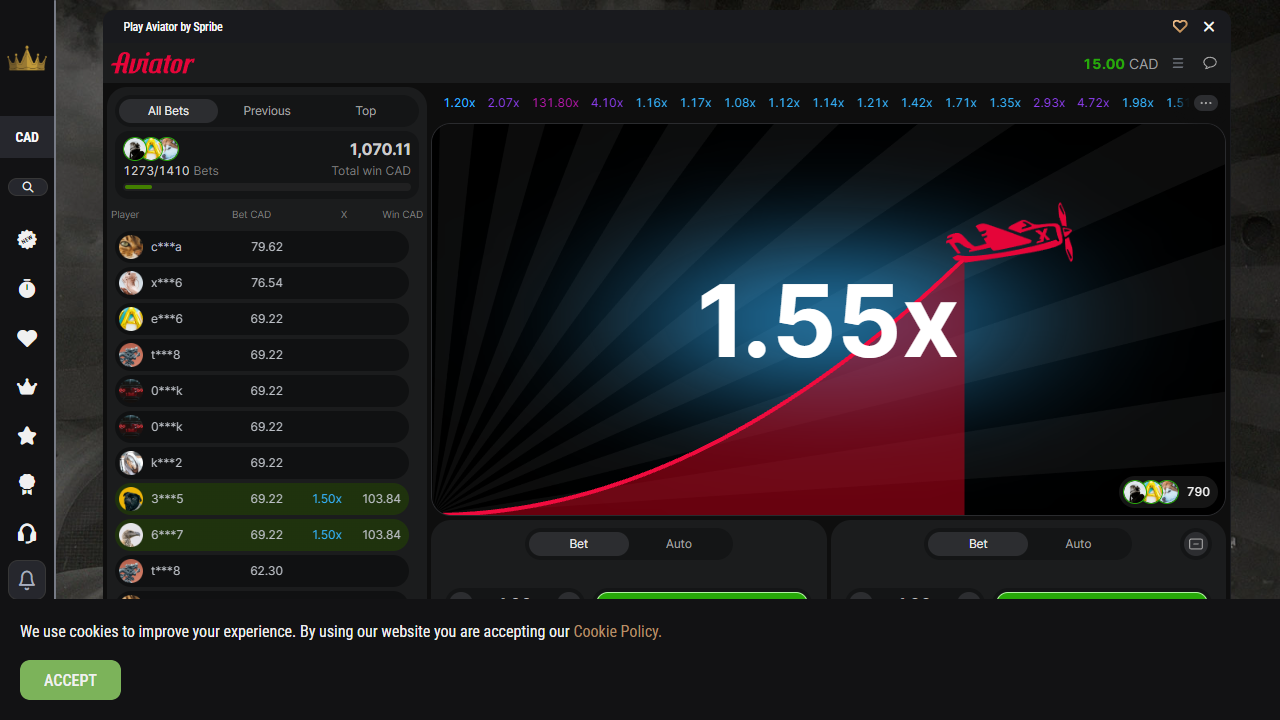 Play Aviator by Spribe
Aviator
15.00 CAD
CAD
NEW
All Bets
Previous
Top
1.20x 2.07x 131.80x 4.10x 1.16x 1.17x 1.08x 1.12x 1.14x 1.21x 1.42x 1.71x 1.35x 2.93x 4.72x 1.98x
1,070.11
1273/1410 Bets
Total win CAD
Player Bet CAD X Win CAD
c***a 79.62
x***6 76.54
e***6 69.22
t***8 69.22
0***k 69.22
0***k 69.22
k***2 69.22
3***5 69.22 1.50x 103.84
6***7 69.22 1.50x 103.84
t***8 62.30
1.55x
X
790
Bet Auto
Bet Auto
We use cookies to improve your experience. By using our website you are accepting our Cookie Policy.
ACCEPT